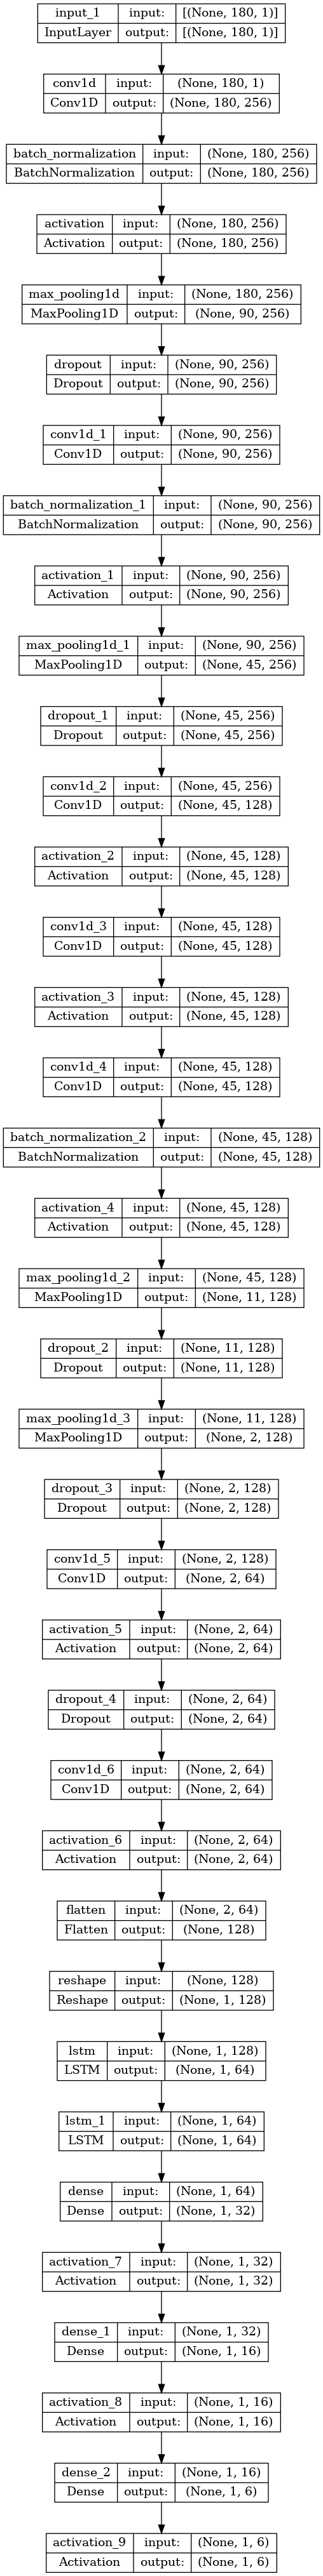 input_1 input: [(None, 180, 1)]
InputLayer output: [(None, 180, 1)]
conv1d input: (None, 180, 1)
Conv1D output: (None, 180, 256)
batch_normalization input: (None, 180, 256)
BatchNormalization output: (None, 180, 256)
activation input: (None, 180, 256)
Activation output: (None, 180, 256)
max_pooling1d input: (None, 180, 256)
MaxPooling1D output: (None, 90, 256)
dropout input: (None, 90, 256)
Dropout output: (None, 90, 256)
conv1d_1 input: (None, 90, 256)
Conv1D output: (None, 90, 256)
batch_normalization_1 input: (None, 90, 256)
BatchNormalization output: (None, 90, 256)
activation_1 input: (None, 90, 256)
Activation output: (None, 90, 256)
max_pooling1d_1 input: (None, 90, 256)
MaxPooling1D output: (None, 45, 256)
dropout_1 input: (None, 45, 256)
Dropout output: (None, 45, 256)
conv1d_2 input: (None, 45, 256)
Conv1D output: (None, 45, 128)
activation_2 input: (None, 45, 128)
Activation output: (None, 45, 128)
conv1d_3 input: (None, 45, 128)
Conv1D output: (None, 45, 128)
activation_3 input: (None, 45, 128)
Activation output: (None, 45, 128)
conv1d_4 input: (None, 45, 128)
Conv1D output: (None, 45, 128)
batch_normalization_2 input: (None, 45, 128)
BatchNormalization output: (None, 45, 128)
activation_4 input: (None, 45, 128)
Activation output: (None, 45, 128)
max_pooling1d_2 input: (None, 45, 128)
MaxPooling1D output: (None, 11, 128)
dropout_2 input: (None, 11, 128)
Dropout output: (None, 11, 128)
max_pooling1d_3 input: (None, 11, 128)
MaxPooling1D output: (None, 2, 128)
dropout_3 input: (None, 2, 128)
Dropout output: (None, 2, 128)
conv1d_5 input: (None, 2, 128)
Conv1D output: (None, 2, 64)
activation_5 input: (None, 2, 64)
Activation output: (None, 2, 64)
dropout_4 input: (None, 2, 64)
Dropout output: (None, 2, 64)
conv1d_6 input: (None, 2, 64)
Conv1D output: (None, 2, 64)
activation_6 input: (None, 2, 64)
Activation output: (None, 2, 64)
flatten input: (None, 2, 64)
Flatten output: (None, 128)
reshape input: (None, 128)
Reshape output: (None, 1, 128)
lstm input: (None, 1, 128)
LSTM output: (None, 1, 64)
lstm_1 input: (None, 1, 64)
LSTM output: (None, 1, 64)
dense input: (None, 1, 64)
Dense output: (None, 1, 32)
activation_7 input: (None, 1, 32)
Activation output: (None, 1, 32)
dense_1 input: (None, 1, 32)
Dense output: (None, 1, 16)
activation_8 input: (None, 1, 16)
Activation output: (None, 1, 16)
dense_2 input: (None, 1, 16)
Dense output: (None, 1, 6)
activation_9 input: (None, 1, 6)
Activation output: (None, 1, 6)